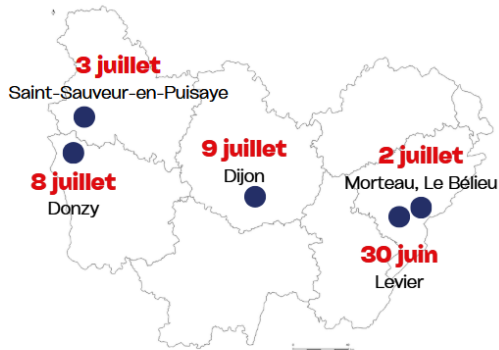 3 juillet
Saint-Sauveur-en-Puisaye
8 juillet
Donzy
9 juillet
Dijon
2 juillet
Morteau, Le Bélieu
30 juin
Levier